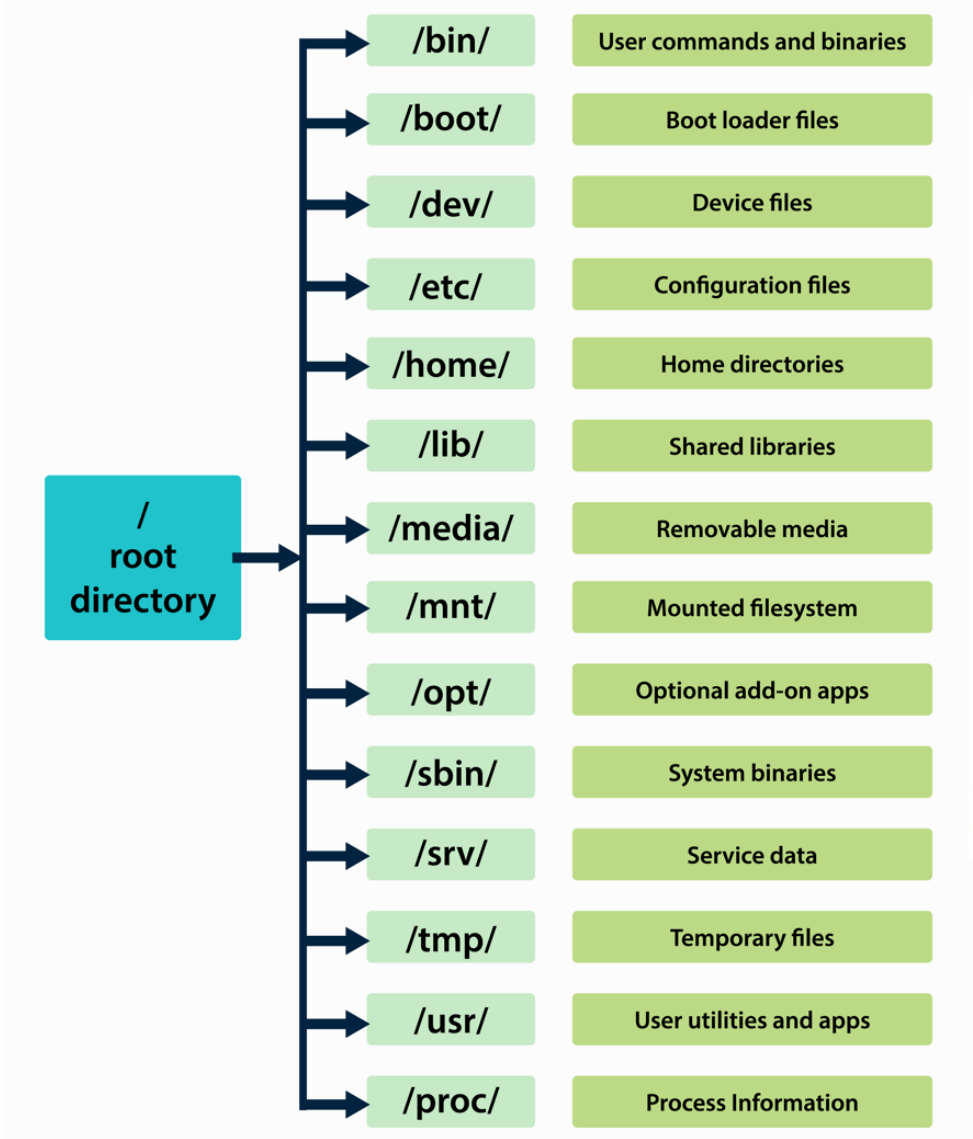 /bin/
User commands and binaries
/boot/
Boot loader files
/dev/
Device files
/etc/
Configuration files
/home/
Home directories
/lib/
Shared libraries
/
root
directory
/media/
Removable media
/mnt/
Mounted filesystem
/opt/
Optional add-on apps
/sbin/
System binaries
/srv/
Service data
/tmp/
Temporary files
/usr/
User utilities and apps
/proc/
Process Information